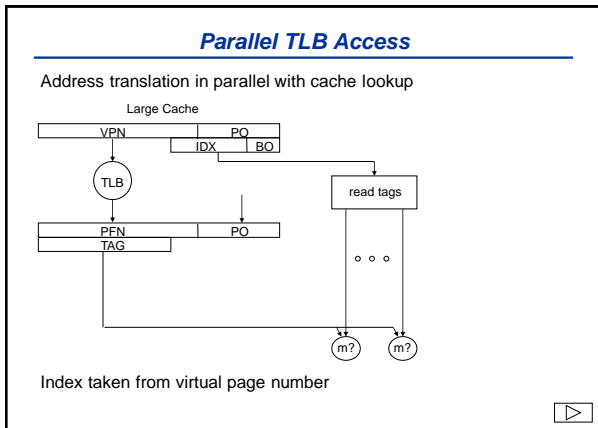 Parallel TLB Access
Address translation in parallel with cache lookup
Large Cache
VPN PO
IDX BO
TLB
read tags
PFN PO
TAG
m? m?
Index taken from virtual page number